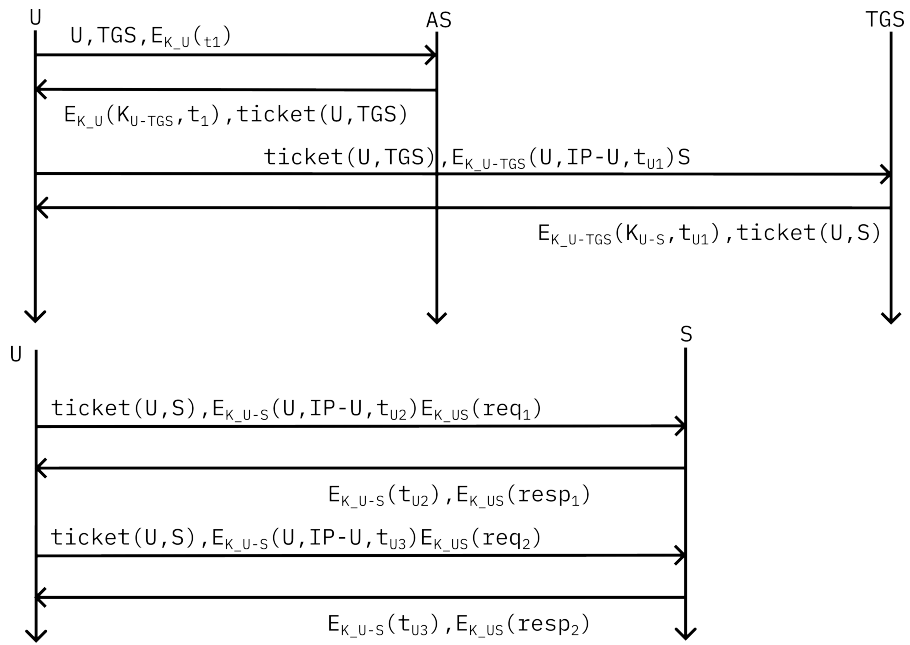 U AS TGS
U,TGS,E_K_U(t1)
E_K_U(K_U-TGS,t_1),ticket(U,TGS)
ticket(U,TGS),E_K_U-TGS(U,IP-U,t_U1)S
E_K_U-TGS(K_U-S,t_U1),ticket(U,S)
U S
ticket(U,S),E_K_U-S(U,IP-U,t_U2)E_K_US(req_1)
E_K_U-S(t_U2),E_K_US(resp_1)
ticket(U,S),E_K_U-S(U,IP-U,t_U3)E_K_US(req_2)
E_K_U-S(t_U3),E_K_US(resp_2)